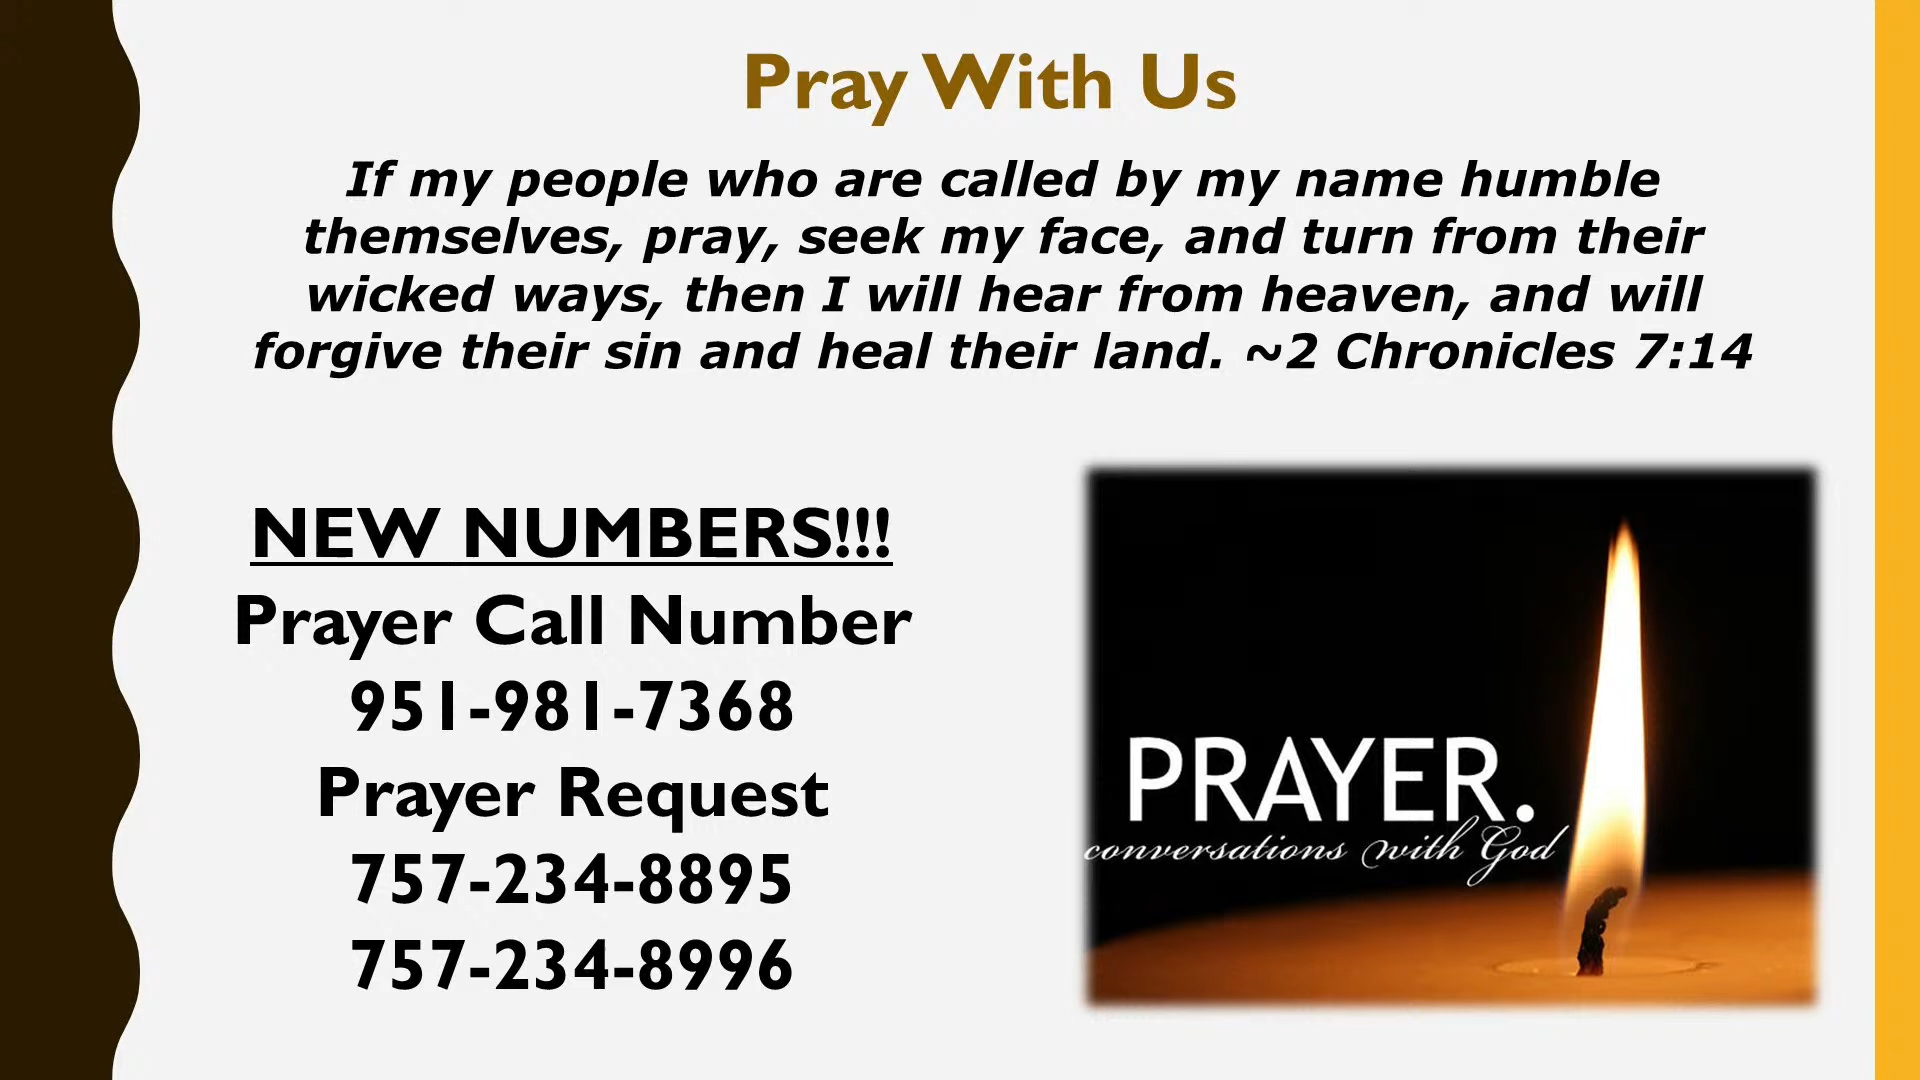 Pray With Us
If my people who are called by my name humble
themselves, pray, seek my face, and turn from their
wicked ways, then I will hear from heaven, and will
forgive their sin and heal their land. ~2 Chronicles 7:14
NEW NUMBERS!!!
Prayer Call Number
951-981-7368
Prayer Request
757-234-8895
757-234-8996
PRAYER.
conversations with God